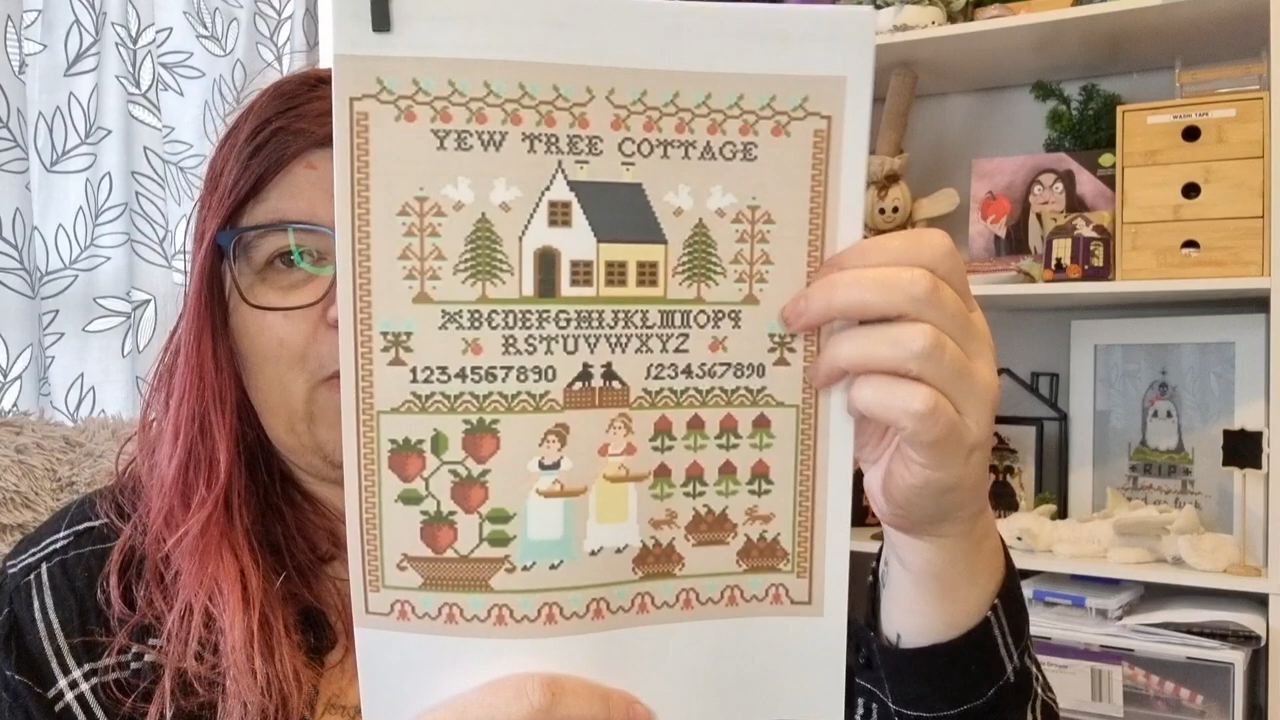 YEW TREE COTTAGE
ABCDEFGHIJKLMNOPQ
RSTUVWXYZ
1234567890 1234567890
WASHI TAPE
RIP